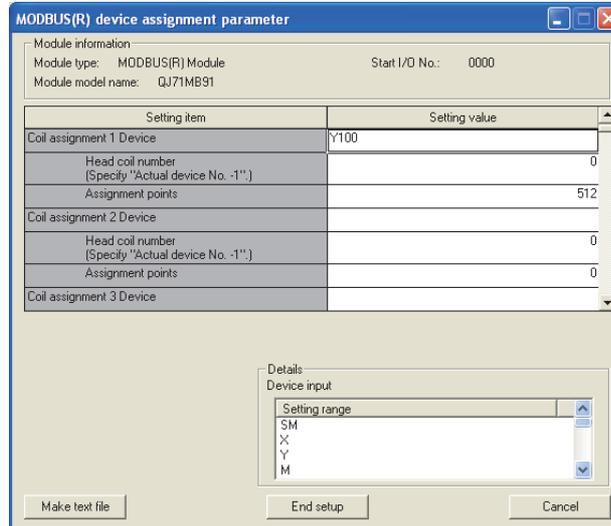 MODBUS(R) device assignment parameter
Module information
Module type: MODBUS(R) Module Start I/O No.: 0000
Module model name: QJ71MB91
Setting item Setting value
Coil assignment 1 Device Y100
Head coil number
(Specify "Actual device No. -1".) 0
Assignment points 512
Coil assignment 2 Device
Head coil number
(Specify "Actual device No. -1".) 0
Assignment points 0
Coil assignment 3 Device
Details
Device input
Setting range
SM
X
Y
M
Make text file End setup Cancel